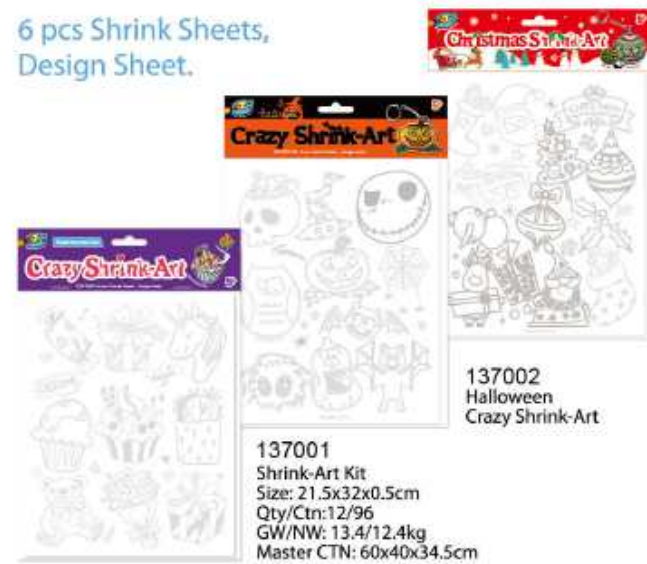 6 pcs Shrink Sheets,
Design Sheet.
Christmas Shrink-Art
Crazy Shrink-Art
Crazy Shrink-Art
137002
Halloween
Crazy Shrink-Art
137001
Shrink-Art Kit
Size: 21.5x32x0.5cm
Qty/Ctn:12/96
GW/NW: 13.4/12.4kg
Master CTN: 60x40x34.5cm